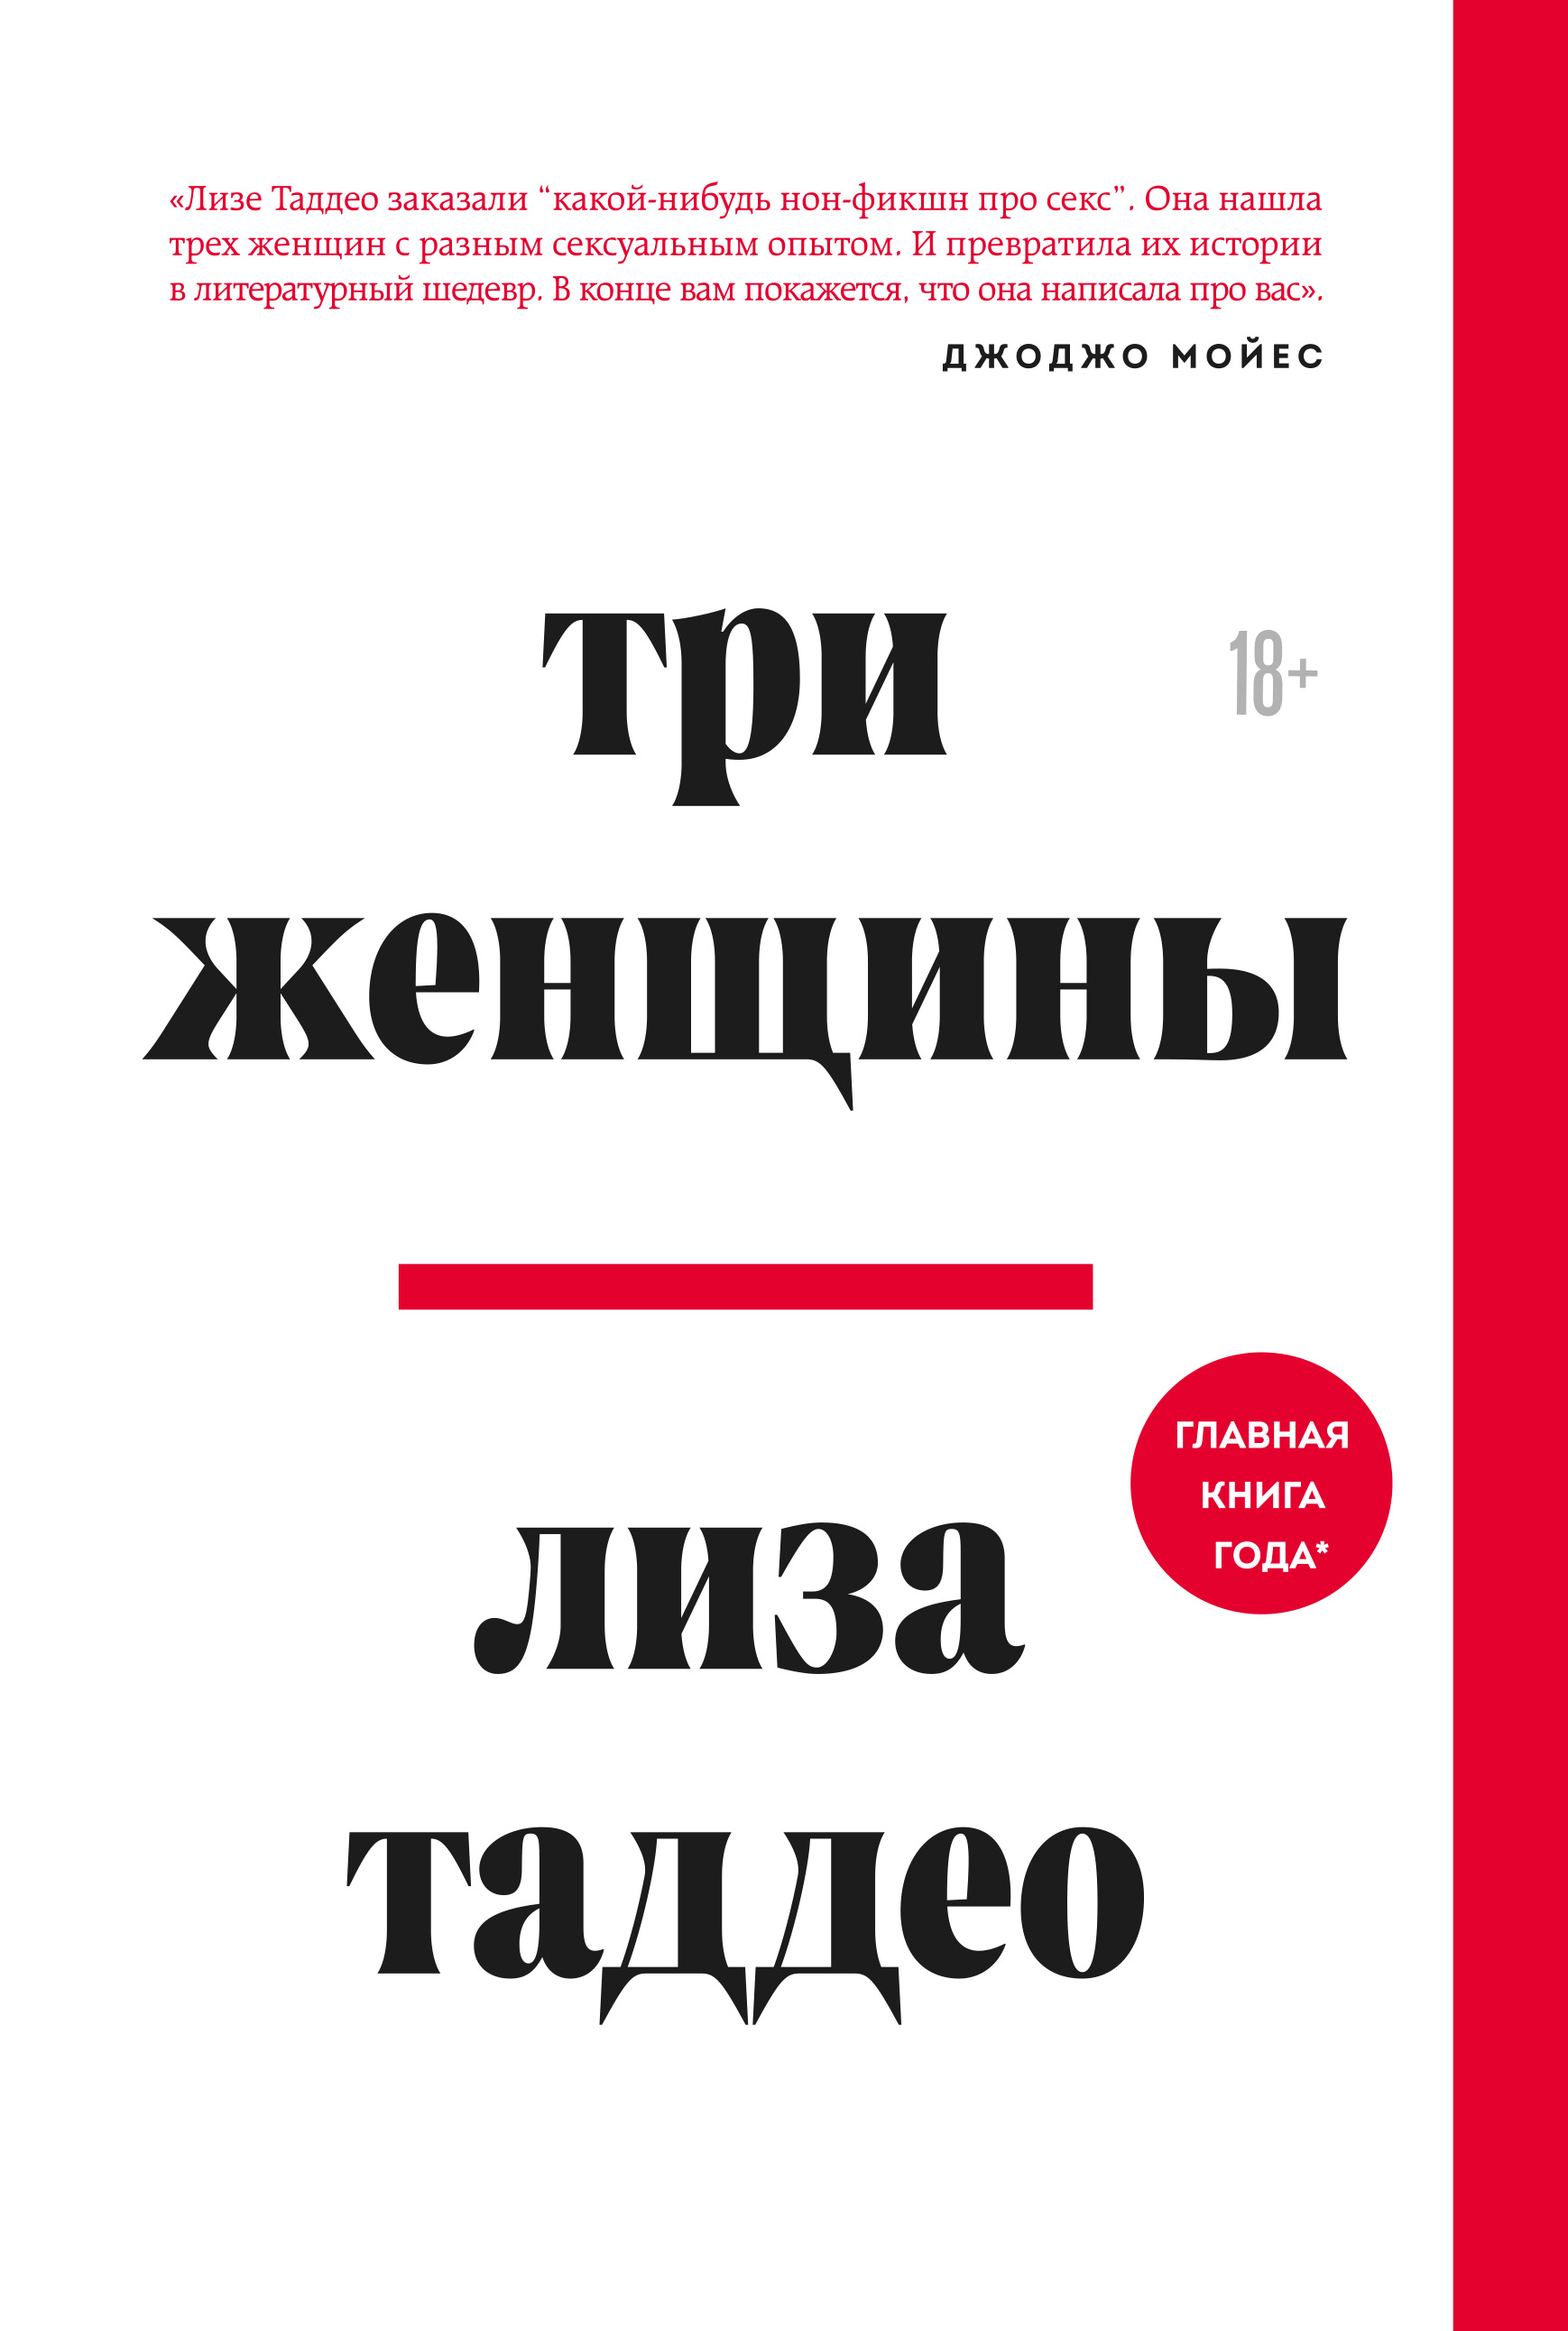 «Лизе Таддео заказали “какой-нибудь нон-фикшн про секс”. Она нашла
трех женщин с разным сексуальным опытом. И превратила их истории
в литературный шедевр. В конце вам покажется, что она написала про вас».
ДЖОДЖО МОЙЕС
три
18+
женщины
ГЛАВНАЯ
КНИГА
ГОДА*
лиза
таддео